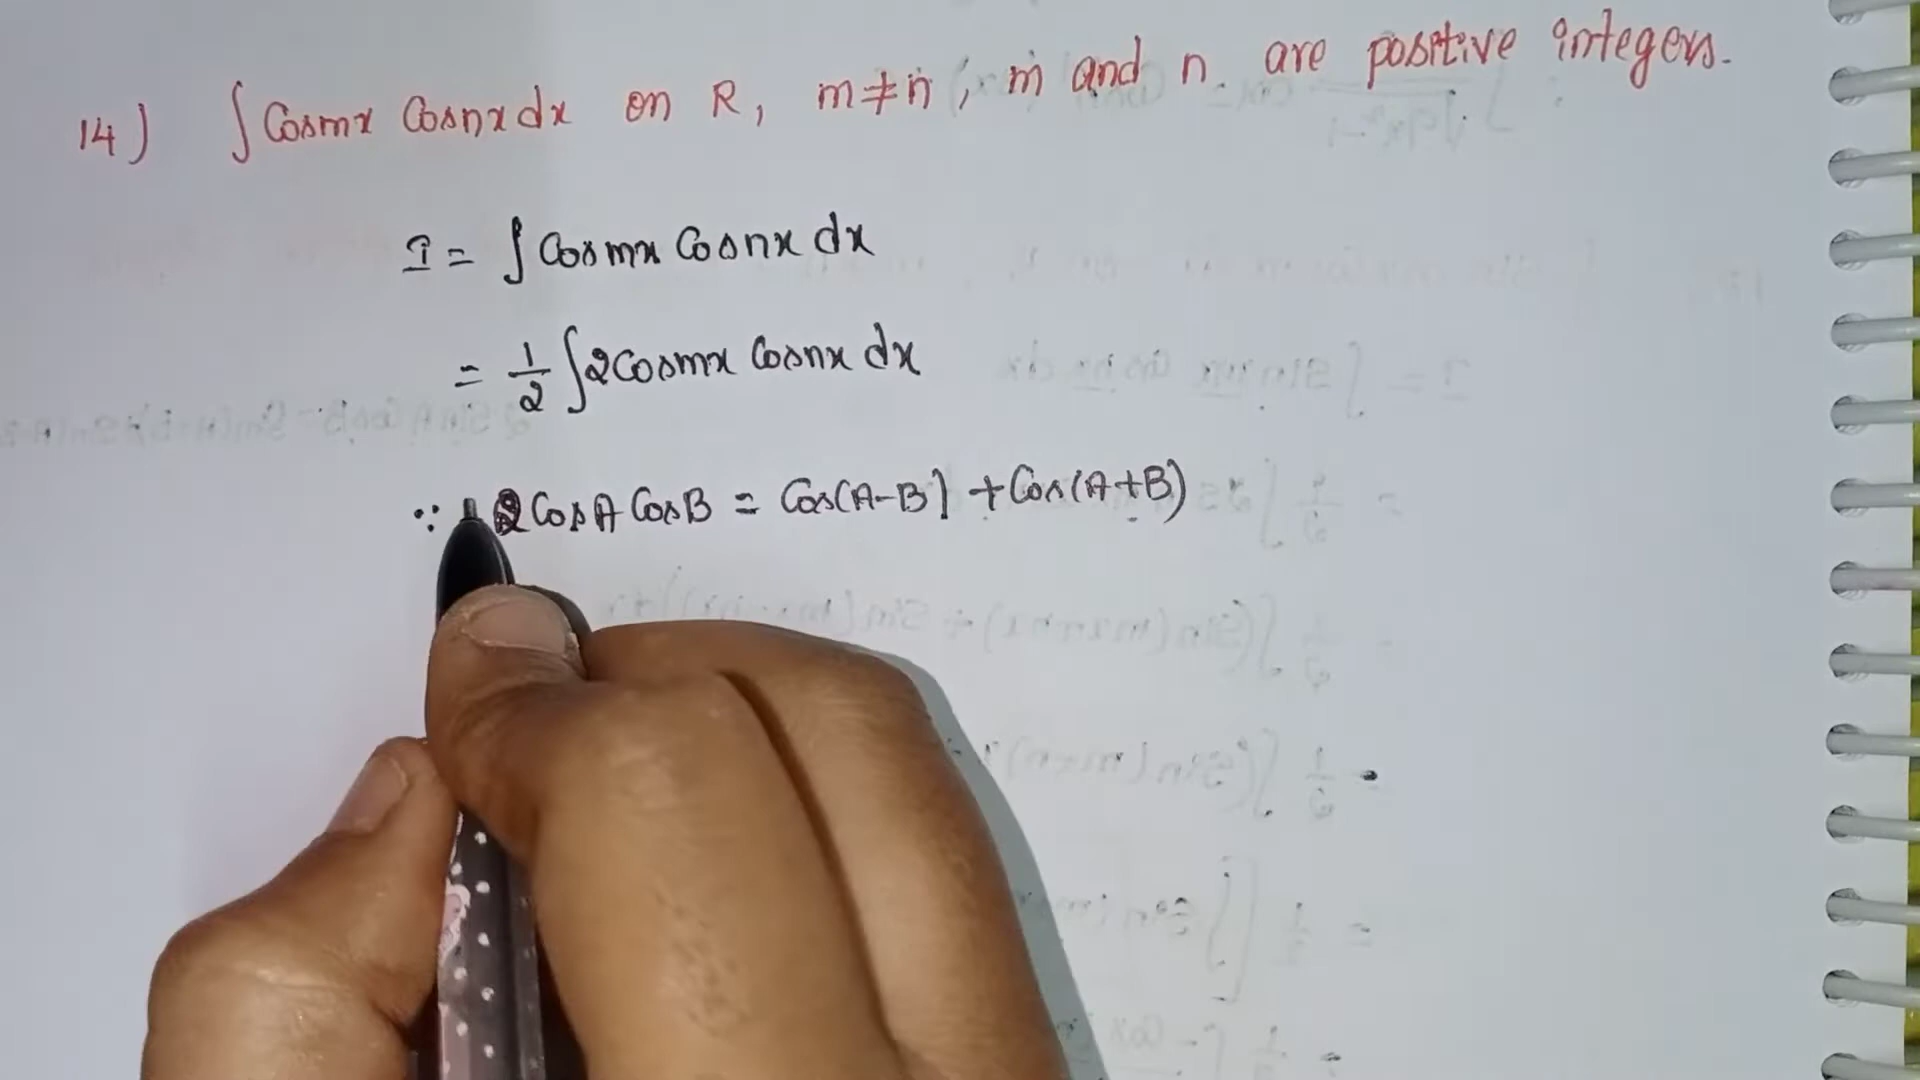 14) ∫ Cosmx Cosnx dx on R, m≠n, m and n are positive integers.
I = ∫ Cosmx Cosnx dx
= 1/2 ∫ 2Cosmx Cosnx dx
∵ 2CosA CosB = Cos(A-B) + Cos(A+B)